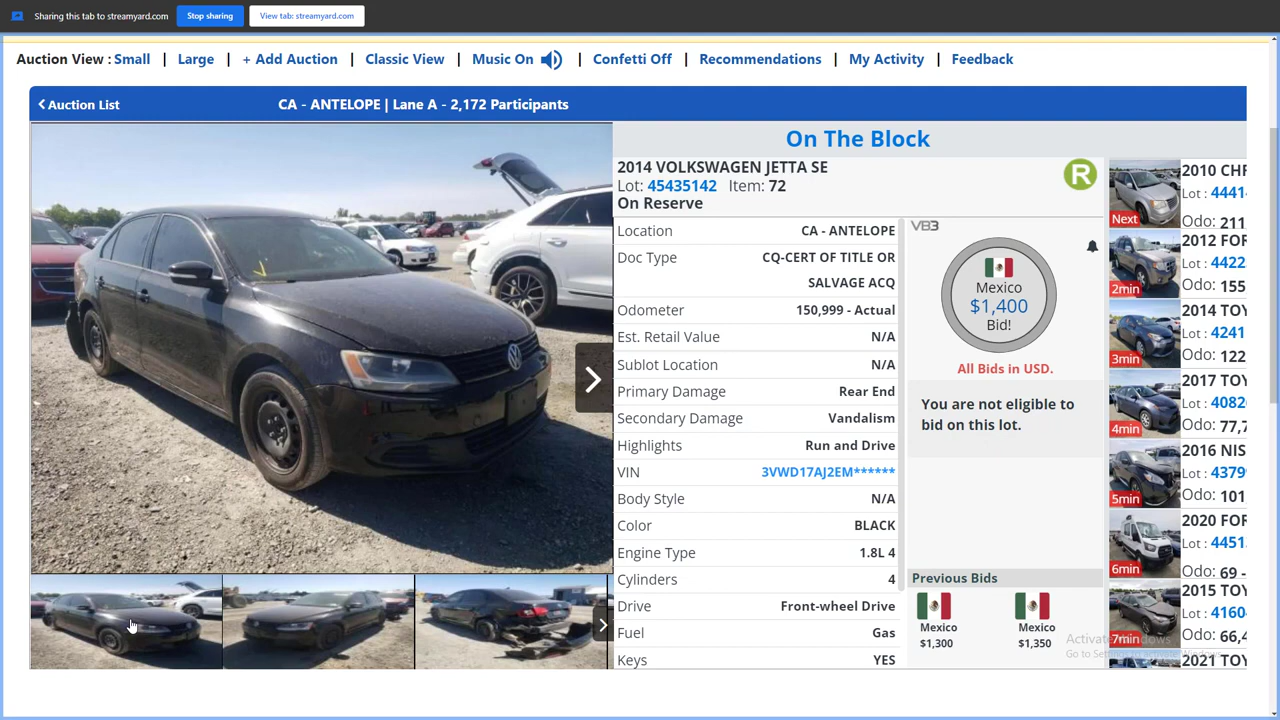 Sharing this tab to streamyard.com
Stop sharing
View tab: streamyard.com
Auction View : Small | Large | + Add Auction | Classic View | Music On | Confetti Off | Recommendations | My Activity | Feedback
Auction List
CA - ANTELOPE | Lane A - 2,172 Participants
On The Block
2014 VOLKSWAGEN JETTA SE
Lot: 45435142 Item: 72
On Reserve
R
Location CA - ANTELOPE
Doc Type CQ-CERT OF TITLE OR
SALVAGE ACQ
Odometer 150,999 - Actual
Est. Retail Value N/A
Sublot Location N/A
Primary Damage Rear End
Secondary Damage Vandalism
Highlights Run and Drive
VIN 3VWD17AJ2EM******
Body Style N/A
Color BLACK
Engine Type 1.8L 4
Cylinders 4
Drive Front-wheel Drive
Fuel Gas
Keys YES
VB3
Mexico
$1,400
Bid!
All Bids in USD.
You are not eligible to
bid on this lot.
Previous Bids
Mexico
$1,300
Mexico
$1,350
2010 CHR
Lot : 4441
Next
Odo: 211
2012 FOR
Lot : 4422
2min
Odo: 155
2014 TOY
Lot : 4241
3min
Odo: 122
2017 TOY
Lot : 4082
4min
Odo: 77,7
2016 NIS
Lot : 4379
5min
Odo: 101
2020 FOR
Lot : 4451
6min
Odo: 69 -
2015 TOY
Lot : 4160
7min
Odo: 66,4
2021 TOY